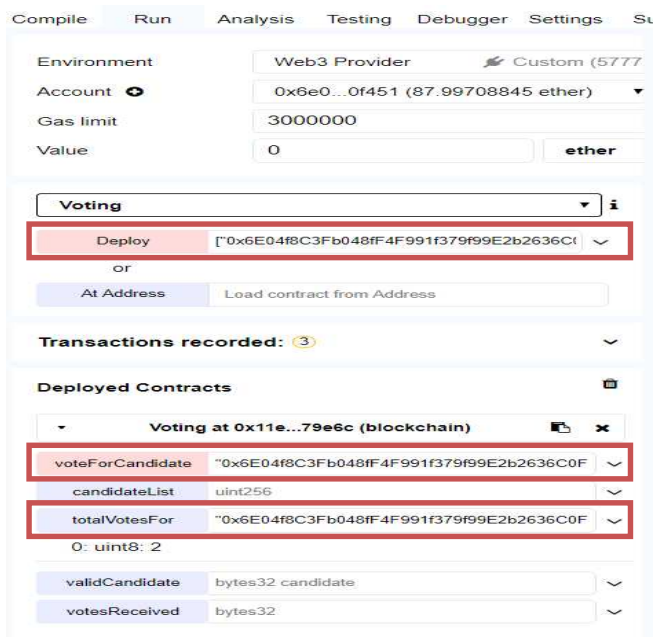 Compile Run Analysis Testing Debugger Settings Su
Environment Web3 Provider Custom (5777
Account 0x6e0...0f451 (87.99708845 ether)
Gas limit 3000000
Value 0 ether
Voting i
Deploy ["0x6E04f8C3Fb048fF4F991f379f99E2b2636C(
or
At Address Load contract from Address
Transactions recorded: 3
Deployed Contracts
Voting at 0x11e...79e6c (blockchain)
voteForCandidate "0x6E04f8C3Fb048fF4F991f379f99E2b2636C0F
candidateList uint256
totalVotesFor "0x6E04f8C3Fb048fF4F991f379f99E2b2636C0F
0: uint8: 2
validCandidate bytes32 candidate
votesReceived bytes32